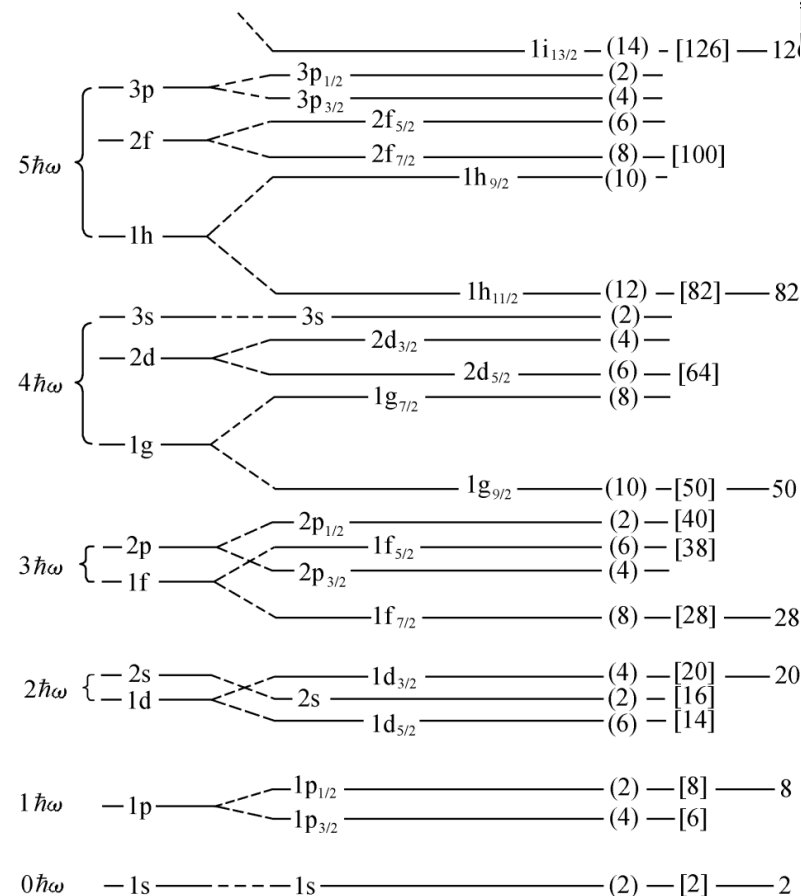 1i13/2 (14) [126] 126
3p1/2 (2)
3p
3p3/2 (4)
2f5/2 (6)
2f
5ħω
2f7/2 (8) [100]
1h9/2 (10)
1h
1h11/2 (12) [82] 82
3s 3s (2)
2d3/2 (4)
2d
4ħω
2d5/2 (6) [64]
1g7/2 (8)
1g
1g9/2 (10) [50] 50
2p1/2 (2) [40]
2p 1f5/2 (6) [38]
3ħω
1f 2p3/2 (4)
1f7/2 (8) [28] 28
2s 1d3/2 (4) [20] 20
2ħω
1d 2s (2) [16]
1d5/2 (6) [14]
1p1/2 (2) [8] 8
1ħω 1p
1p3/2 (4) [6]
0ħω 1s 1s (2) [2] 2